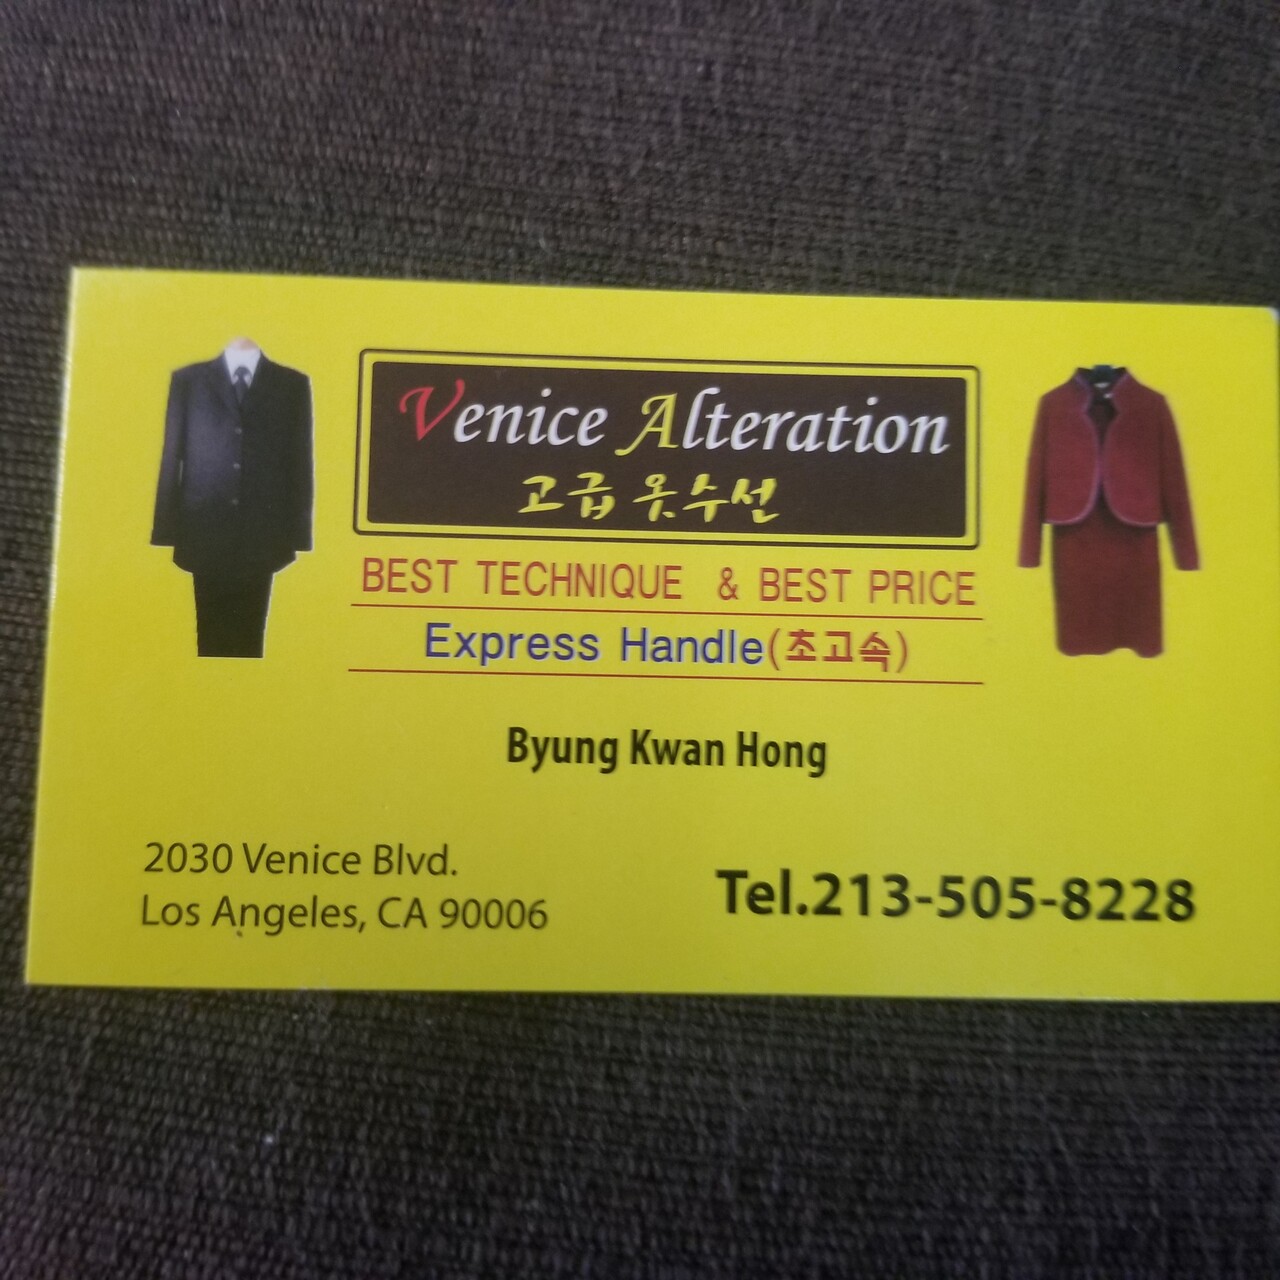 Venice Alteration
고급 옷수선
BEST TECHNIQUE & BEST PRICE
Express Handle(초고속)
Byung Kwan Hong
2030 Venice Blvd.
Los Angeles, CA 90006
Tel.213-505-8228